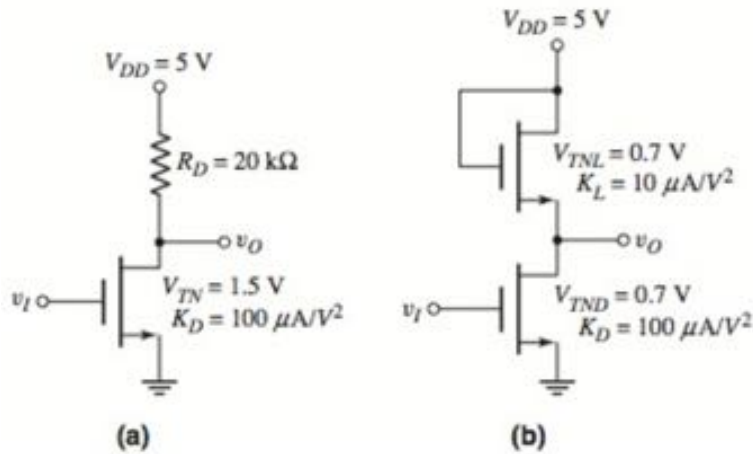 V_DD = 5 V
R_D = 20 kΩ
v_O
V_TN = 1.5 V
K_D = 100 μA/V²
v_I
(a)
V_DD = 5 V
V_TNL = 0.7 V
K_L = 10 μA/V²
v_O
V_TND = 0.7 V
K_D = 100 μA/V²
v_I
(b)